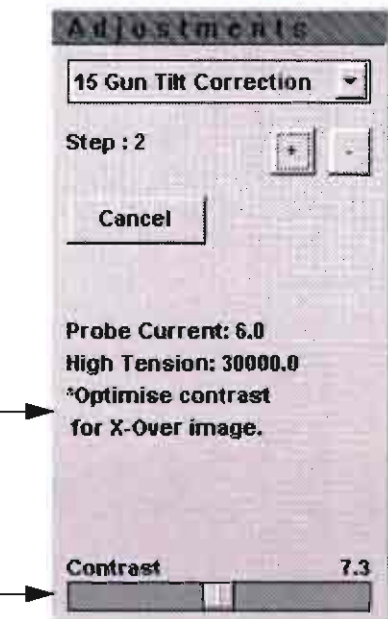 Adjustments
15 Gun Tilt Correction
Step : 2
+ -
Cancel
Probe Current: 6.0
High Tension: 30000.0
*Optimise contrast
for X-Over image.
Contrast 7.3